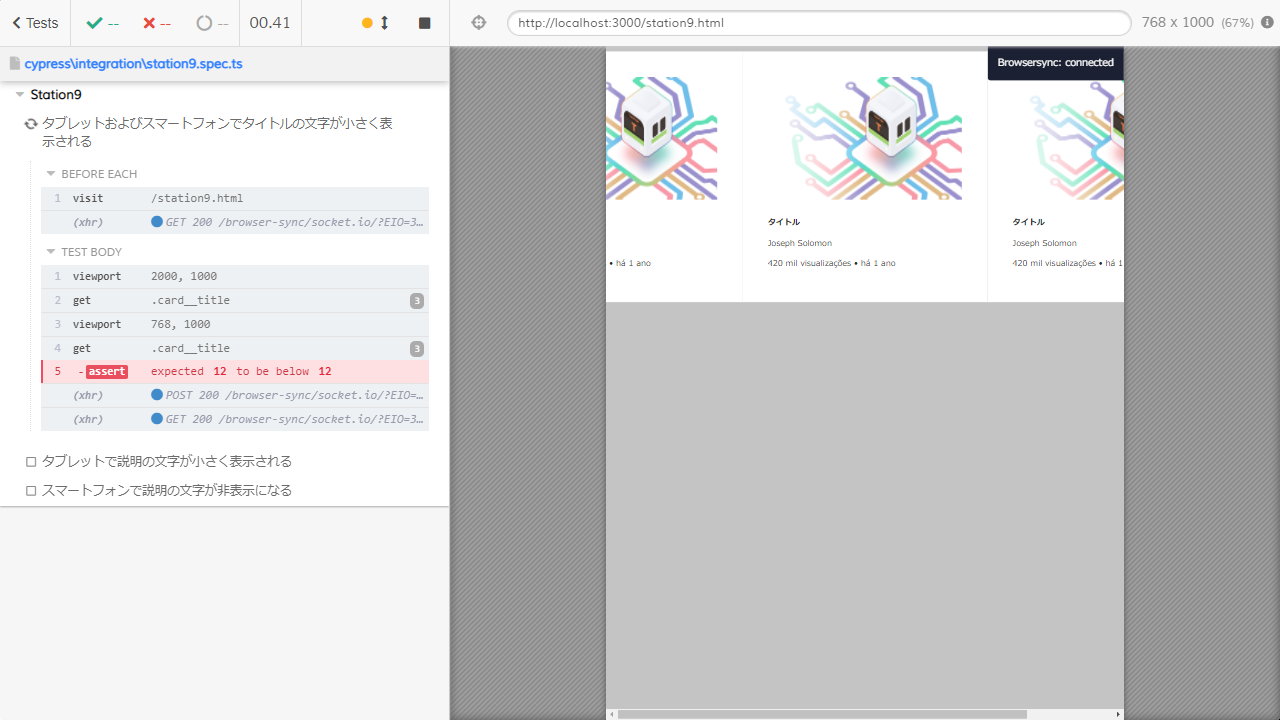 Tests
--
--
--
00.41
http://localhost:3000/station9.html
768 x 1000 (67%)
cypress\integration\station9.spec.ts
Station9
タブレットおよびスマートフォンでタイトルの文字が小さく表
示される
BEFORE EACH
1 visit /station9.html
(xhr) GET 200 /browser-sync/socket.io/?EIO=3…
TEST BODY
1 viewport 2000, 1000
2 get .card__title 3
3 viewport 768, 1000
4 get .card__title 3
5 - assert expected 12 to be below 12
(xhr) POST 200 /browser-sync/socket.io/?EIO=…
(xhr) GET 200 /browser-sync/socket.io/?EIO=3…
タブレットで説明の文字が小さく表示される
スマートフォンで説明の文字が非表示になる
Browsersync: connected
• há 1 ano
タイトル
Joseph Solomon
420 mil visualizações • há 1 ano
タイトル
Joseph Solomon
420 mil visualizações • há 1